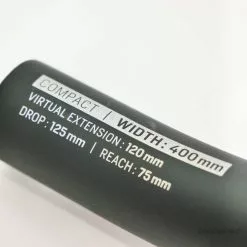 COMPACT | WIDTH: 400mm
VIRTUAL EXTENSION: 120mm
DROP: 125mm | REACH: 75mm